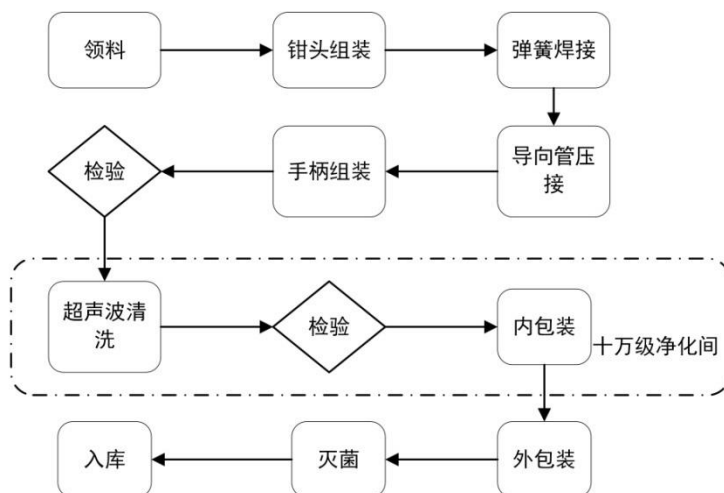 领料
钳头组装
弹簧焊接
导向管压
接
手柄组装
检验
超声波清
洗
检验
内包装
十万级净化间
外包装
灭菌
入库